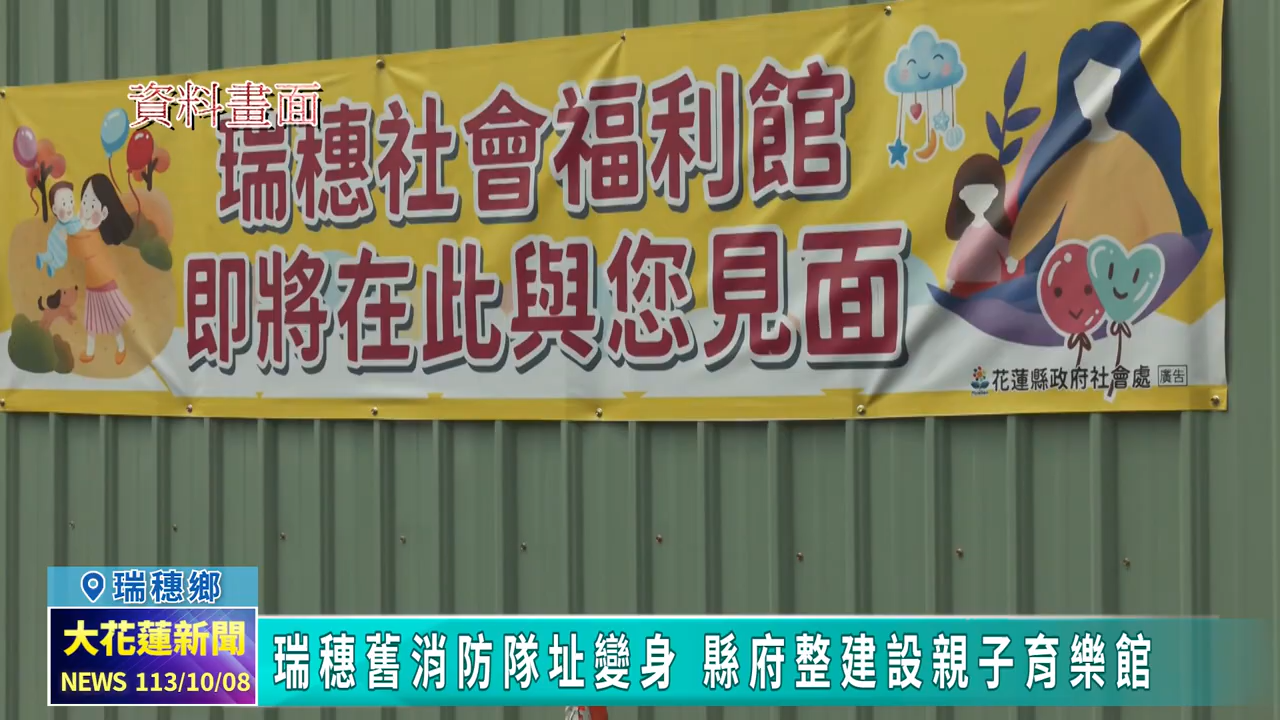 資料畫面
瑞穗社會福利館
即將在此與您見面
花蓮縣政府社會處 廣告
瑞穗鄉
大花蓮新聞
NEWS 113/10/08
瑞穗舊消防隊址變身 縣府整建設親子育樂館